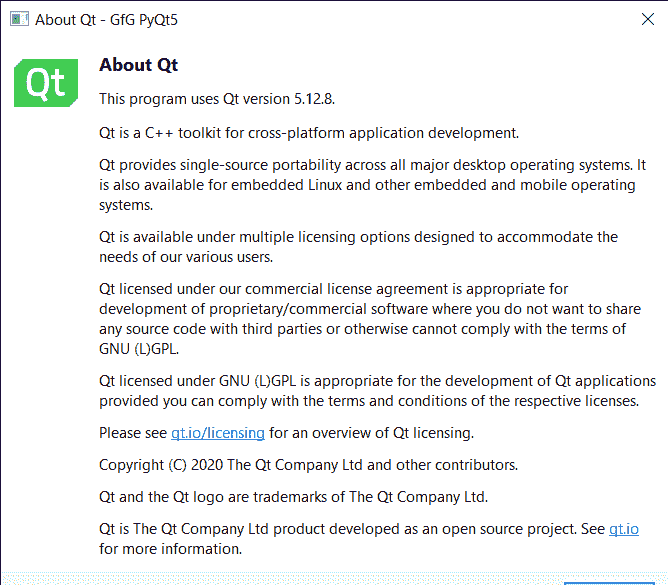 About Qt - GfG PyQt5
Qt
About Qt
This program uses Qt version 5.12.8.
Qt is a C++ toolkit for cross-platform application development.
Qt provides single-source portability across all major desktop operating systems. It
is also available for embedded Linux and other embedded and mobile operating
systems.
Qt is available under multiple licensing options designed to accommodate the
needs of our various users.
Qt licensed under our commercial license agreement is appropriate for
development of proprietary/commercial software where you do not want to share
any source code with third parties or otherwise cannot comply with the terms of
GNU (L)GPL.
Qt licensed under GNU (L)GPL is appropriate for the development of Qt applications
provided you can comply with the terms and conditions of the respective licenses.
Please see qt.io/licensing for an overview of Qt licensing.
Copyright (C) 2020 The Qt Company Ltd and other contributors.
Qt and the Qt logo are trademarks of The Qt Company Ltd.
Qt is The Qt Company Ltd product developed as an open source project. See qt.io
for more information.